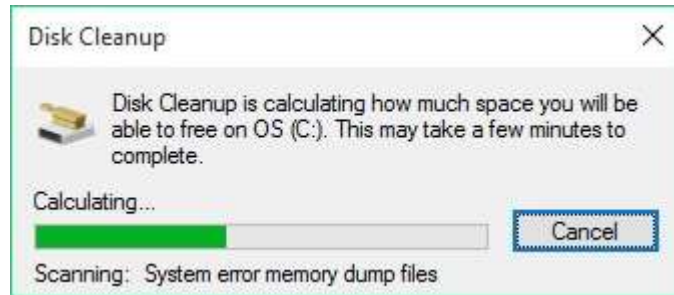 Disk Cleanup
Disk Cleanup is calculating how much space you will be
able to free on OS (C:). This may take a few minutes to
complete.
Calculating...
Cancel
Scanning: System error memory dump files